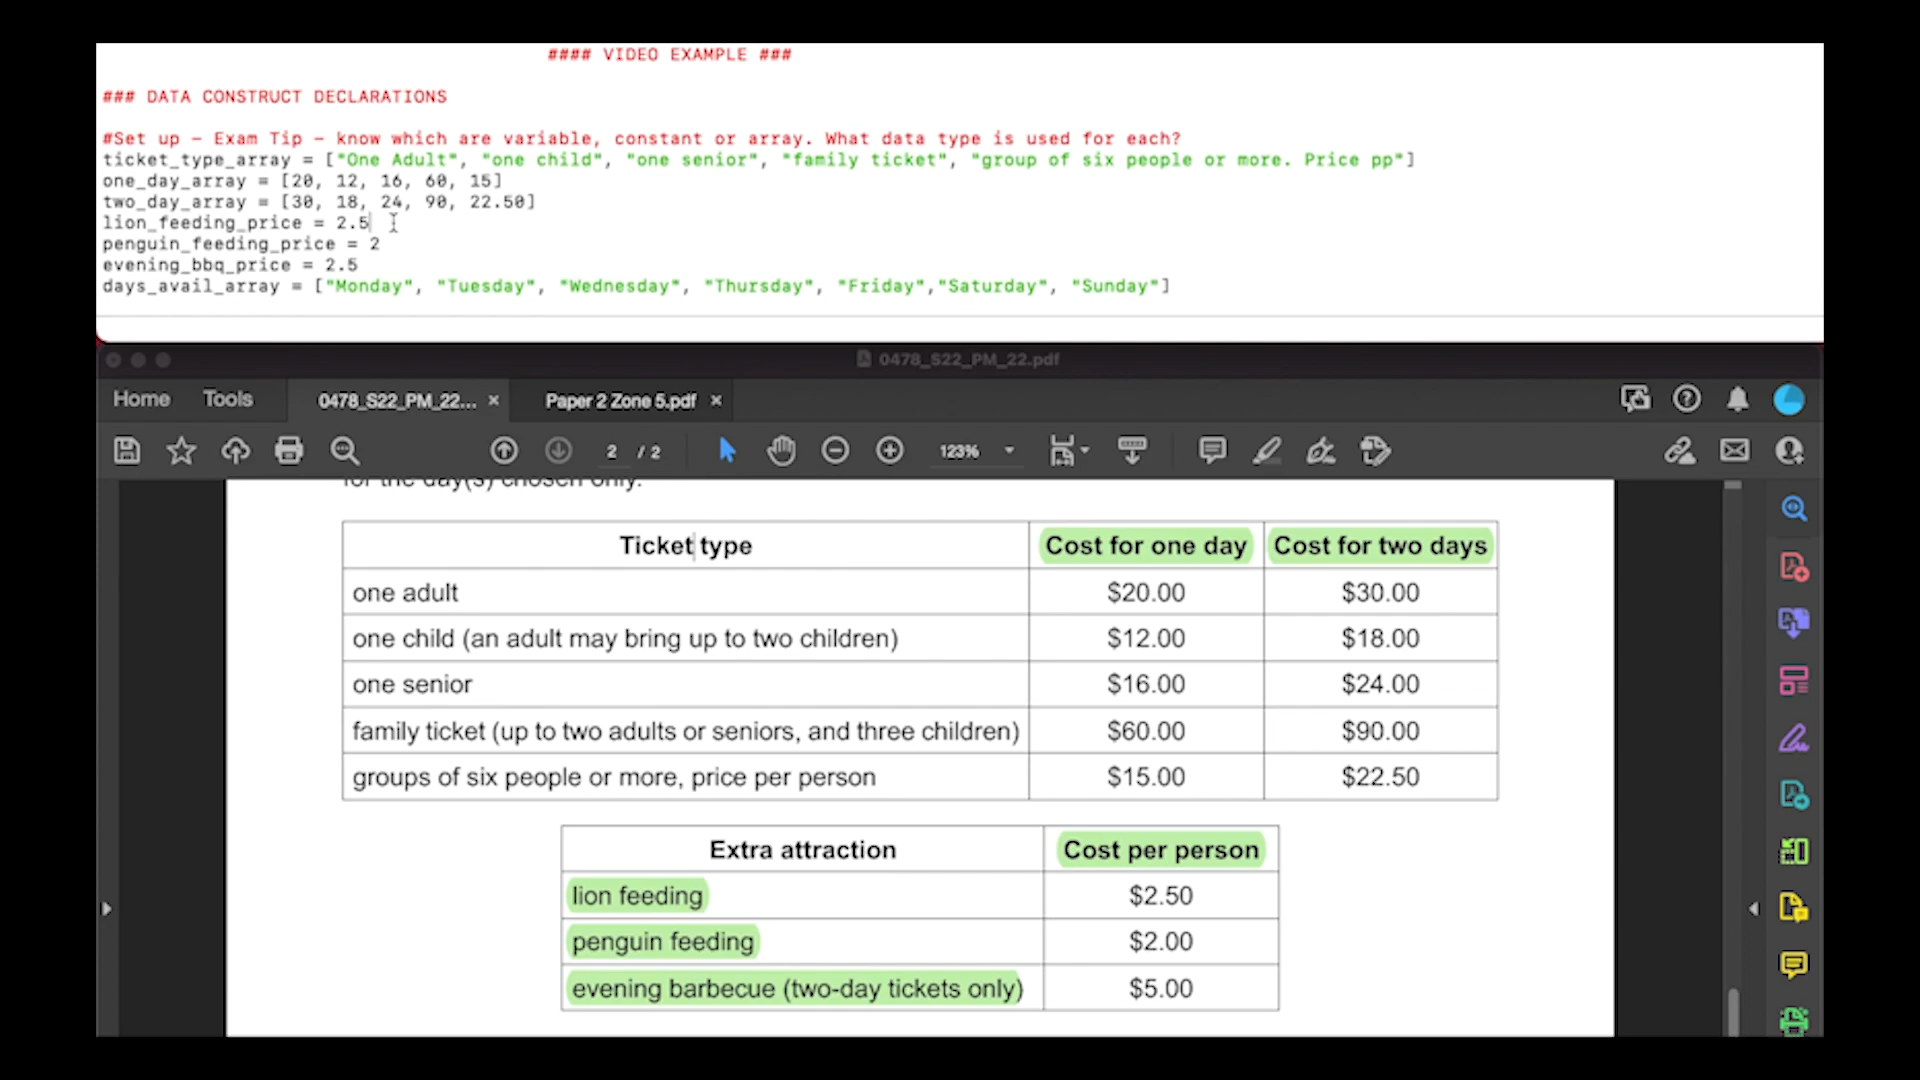 #### VIDEO EXAMPLE ###
### DATA CONSTRUCT DECLARATIONS
#Set up – Exam Tip – know which are variable, constant or array. What data type is used for each?
ticket_type_array = ["One Adult", "one child", "one senior", "family ticket", "group of six people or more. Price pp"]
one_day_array = [20, 12, 16, 60, 15]
two_day_array = [30, 18, 24, 90, 22.50]
lion_feeding_price = 2.5
penguin_feeding_price = 2
evening_bbq_price = 2.5
days_avail_array = ["Monday", "Tuesday", "Wednesday", "Thursday", "Friday","Saturday", "Sunday"]
0478_S22_PM_22.pdf
Home Tools 0478_S22_PM_22... × Paper 2 Zone 5.pdf ×
2 / 2 123%
for the day(s) chosen only.
Ticket type Cost for one day Cost for two days
one adult $20.00 $30.00
one child (an adult may bring up to two children) $12.00 $18.00
one senior $16.00 $24.00
family ticket (up to two adults or seniors, and three children) $60.00 $90.00
groups of six people or more, price per person $15.00 $22.50
Extra attraction Cost per person
lion feeding $2.50
penguin feeding $2.00
evening barbecue (two-day tickets only) $5.00